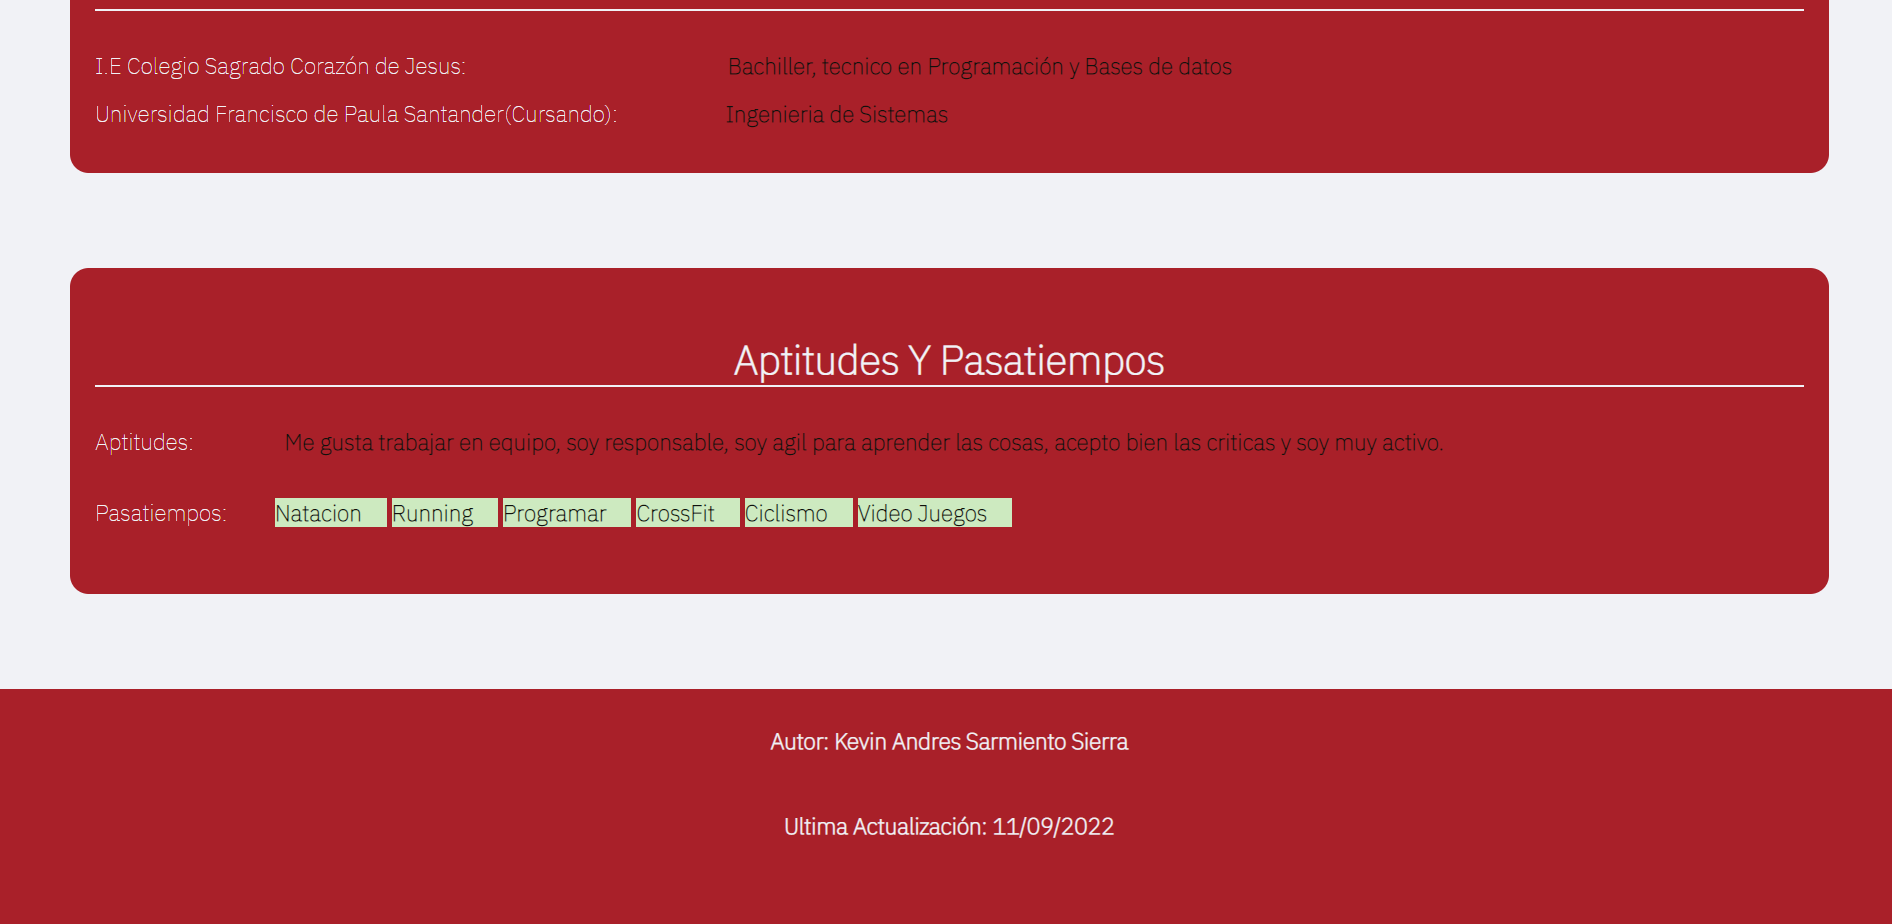 I.E Colegio Sagrado Corazón de Jesus: Bachiller, tecnico en Programación y Bases de datos
Universidad Francisco de Paula Santander(Cursando): Ingenieria de Sistemas
Aptitudes Y Pasatiempos
Aptitudes: Me gusta trabajar en equipo, soy responsable, soy agil para aprender las cosas, acepto bien las criticas y soy muy activo.
Pasatiempos: Natacion Running Programar CrossFit Ciclismo Video Juegos
Autor: Kevin Andres Sarmiento Sierra
Ultima Actualización: 11/09/2022